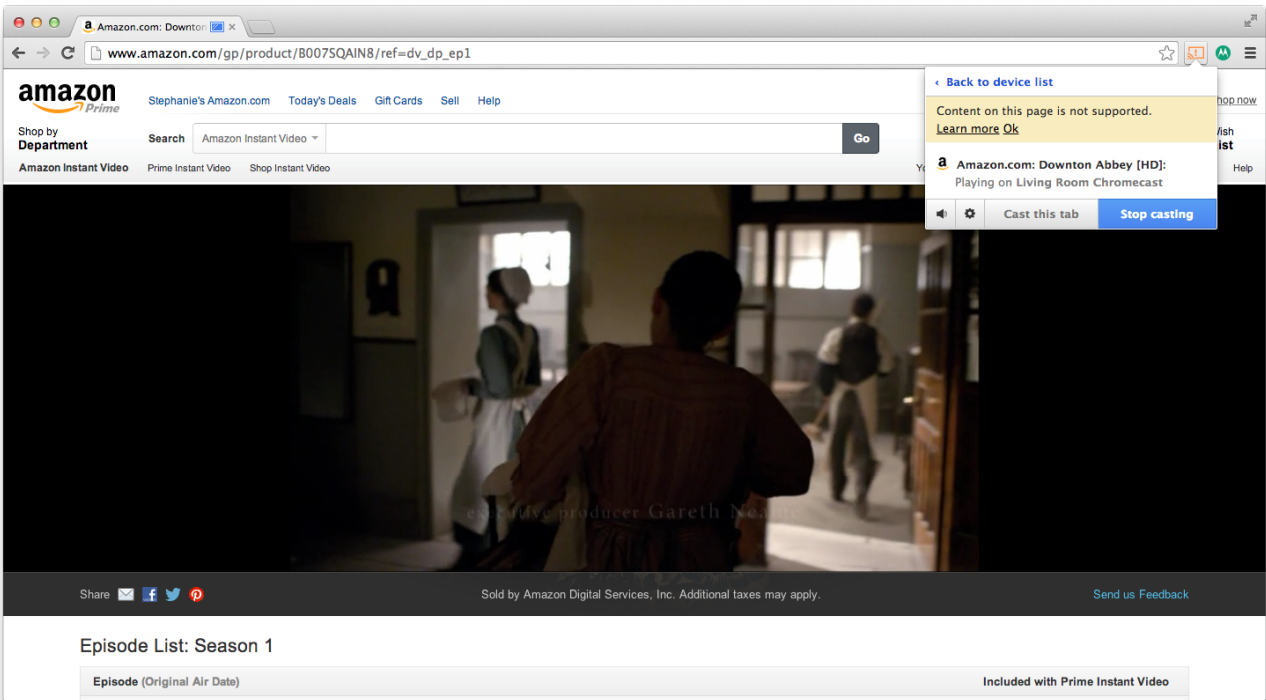 Amazon.com: Downton
www.amazon.com/gp/product/B007SQAIN8/ref=dv_dp_ep1
‹ Back to device list
Content on this page is not supported.
Learn more Ok
Amazon.com: Downton Abbey [HD]:
Playing on Living Room Chromecast
Cast this tab Stop casting
amazon
Prime
Stephanie's Amazon.com Today's Deals Gift Cards Sell Help
hop now
Shop by
Department
Search Amazon Instant Video Go
ish
ist
Amazon Instant Video Prime Instant Video Shop Instant Video
Help
executive producer Gareth Neame
Share
Sold by Amazon Digital Services, Inc. Additional taxes may apply.
Send us Feedback
Episode List: Season 1
Episode (Original Air Date) Included with Prime Instant Video